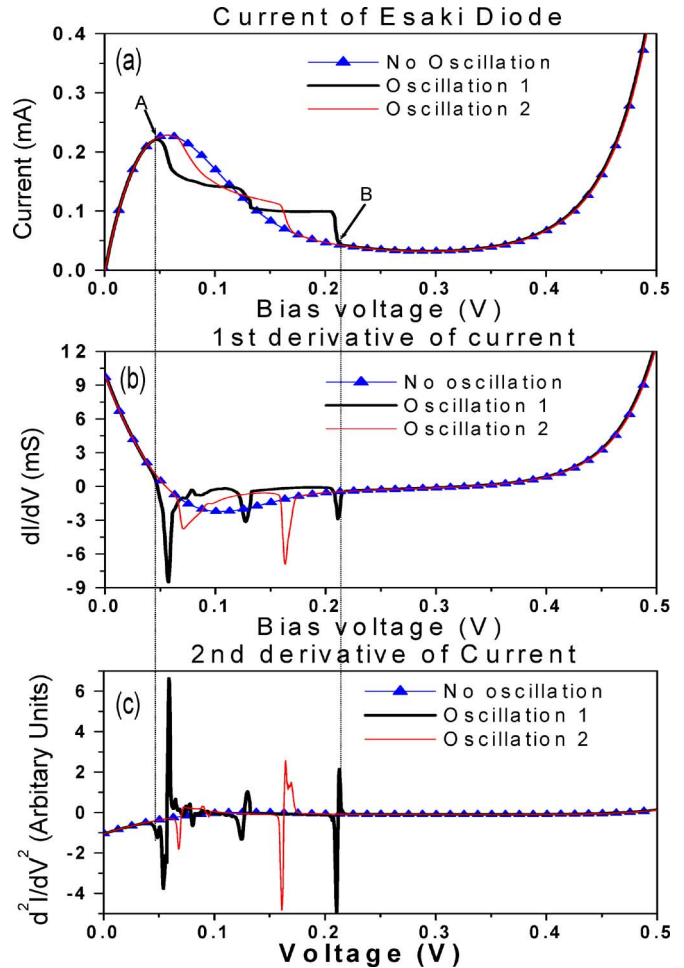 Current of Esaki Diode
(a)
A
B
No Oscillation
Oscillation 1
Oscillation 2
0.4
0.3
0.2
0.1
0.0
Current (mA)
0.0 0.1 0.2 0.3 0.4 0.5
Bias voltage (V)
1st derivative of current
(b)
No oscillation
Oscillation 1
Oscillation 2
12
9
6
3
0
-3
-6
-9
dI/dV (mS)
0.0 0.1 0.2 0.3 0.4 0.5
Bias voltage (V)
2nd derivative of Current
(c)
No oscillation
Oscillation 1
Oscillation 2
6
4
2
0
-2
-4
d²I/dV² (Arbitary Units)
0.0 0.1 0.2 0.3 0.4 0.5
Voltage (V)